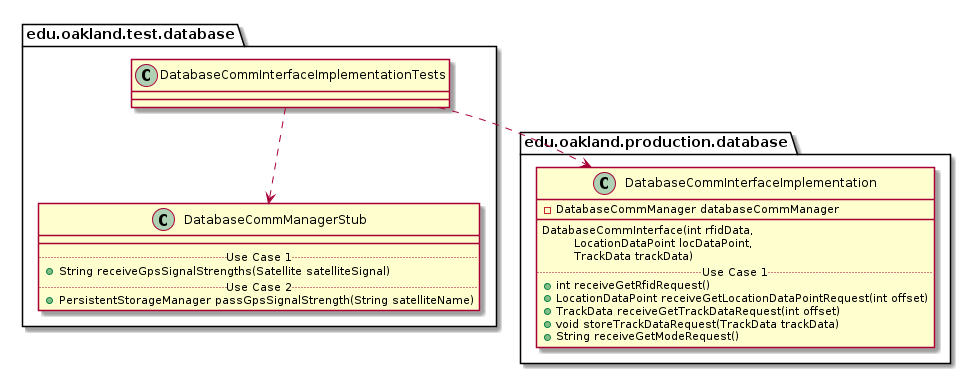 edu.oakland.test.database
C DatabaseCommInterfaceImplementationTests
C DatabaseCommManagerStub
Use Case 1
String receiveGpsSignalStrengths(Satellite satelliteSignal)
Use Case 2
PersistentStorageManager passGpsSignalStrength(String satelliteName)
edu.oakland.production.database
C DatabaseCommInterfaceImplementation
DatabaseCommManager databaseCommManager
DatabaseCommInterface(int rfidData,
LocationDataPoint locDataPoint,
TrackData trackData)
Use Case 1
int receiveGetRfidRequest()
LocationDataPoint receiveGetLocationDataPointRequest(int offset)
TrackData receiveGetTrackDataRequest(int offset)
void storeTrackDataRequest(TrackData trackData)
String receiveGetModeRequest()